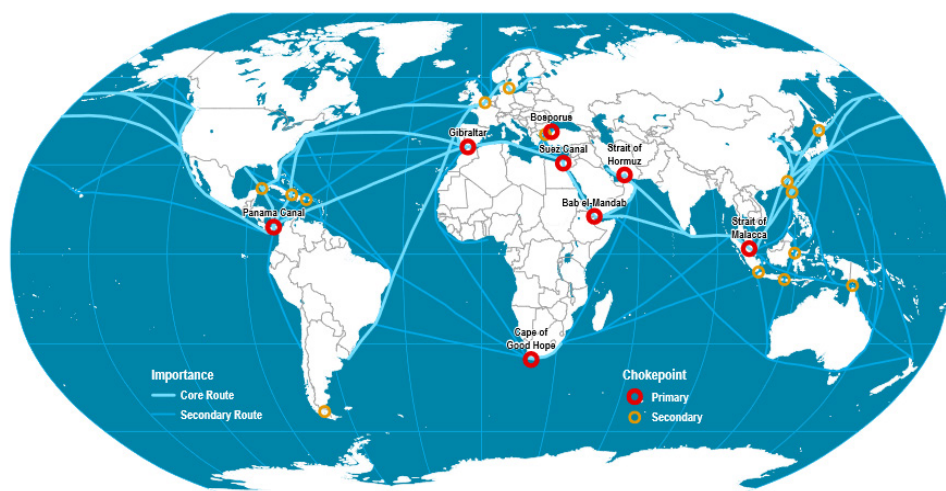 Bosporus
Gibraltar
Suez Canal
Strait of
Hormuz
Bab el-Mandab
Panama Canal
Strait of
Malacca
Cape of
Good Hope
Importance
Core Route
Secondary Route
Chokepoint
Primary
Secondary